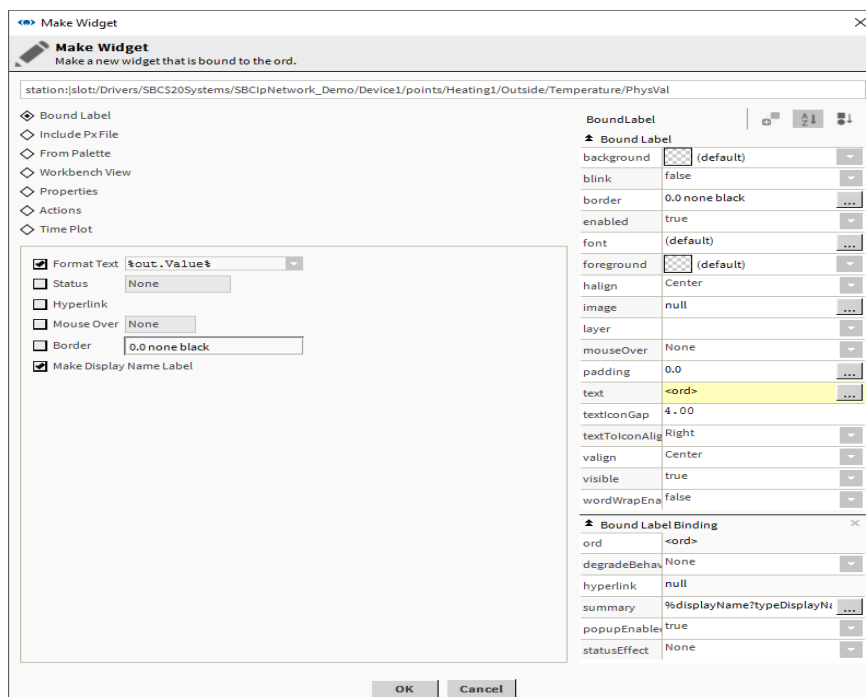 Make Widget
Make Widget
Make a new widget that is bound to the ord.
station:|slot:/Drivers/SBCS20Systems/SBCIpNetwork_Demo/Device1/points/Heating1/Outside/Temperature/PhysVal
Bound Label
Include Px File
From Palette
Workbench View
Properties
Actions
Time Plot
Format Text %out.Value%
Status None
Hyperlink
Mouse Over None
Border 0.0 none black
Make Display Name Label
BoundLabel
Bound Label
background (default)
blink false
border 0.0 none black ...
enabled true
font (default) ...
foreground (default)
halign Center
image null ...
layer
mouseOver None
padding 0.0 ...
text <ord> ...
textIconGap 4.00
textToIconAlig Right
valign Center
visible true
wordWrapEna false
Bound Label Binding
ord <ord>
degradeBehav None
hyperlink null
summary %displayName?typeDisplayNa ...
popupEnabled true
statusEffect None
OK Cancel